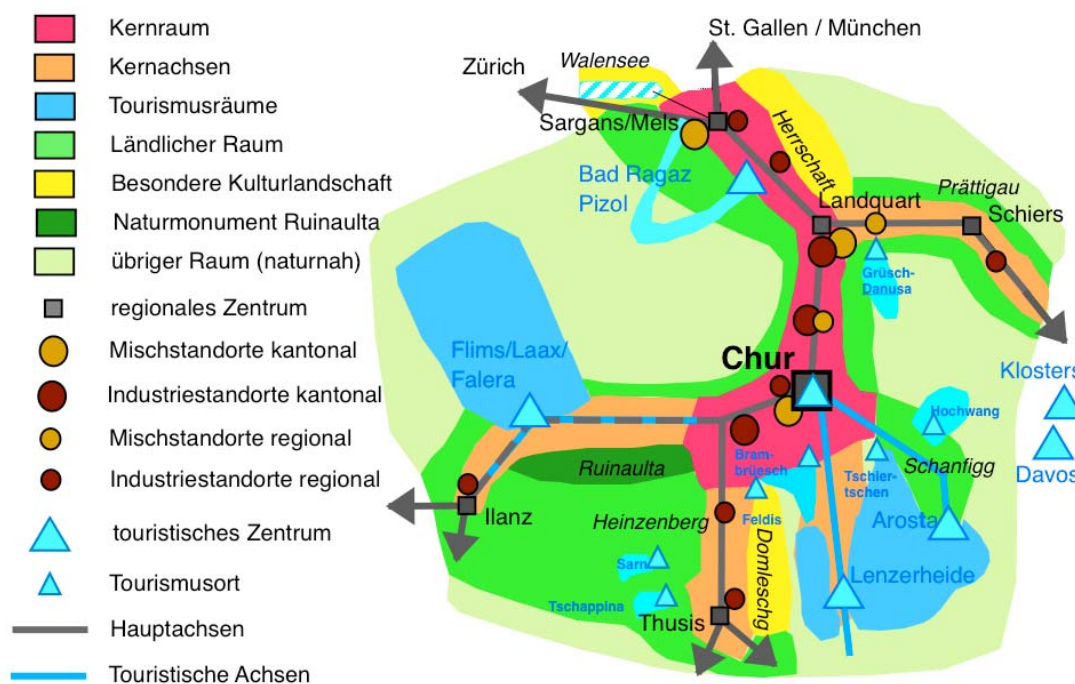 Kernraum
Kernachsen
Tourismusräume
Ländlicher Raum
Besondere Kulturlandschaft
Naturmonument Ruinaulta
übriger Raum (naturnah)
regionales Zentrum
Mischstandorte kantonal
Industriestandorte kantonal
Mischstandorte regional
Industriestandorte regional
touristisches Zentrum
Tourismusort
Hauptachsen
Touristische Achsen
St. Gallen / München
Zürich
Walensee
Sargans/Mels
Herrschaft
Bad Ragaz
Pizol
Landquart
Prättigau
Schiers
Grüsch-
Danusa
Flims/Laax/
Falera
Chur
Klosters
Hochwang
Davos
Schanfigg
Bram-
brüesch
Tschier-
tschen
Ruinaulta
Ilanz
Heinzenberg
Feldis
Domleschg
Arosa
Sarn
Lenzerheide
Tschappina
Thusis